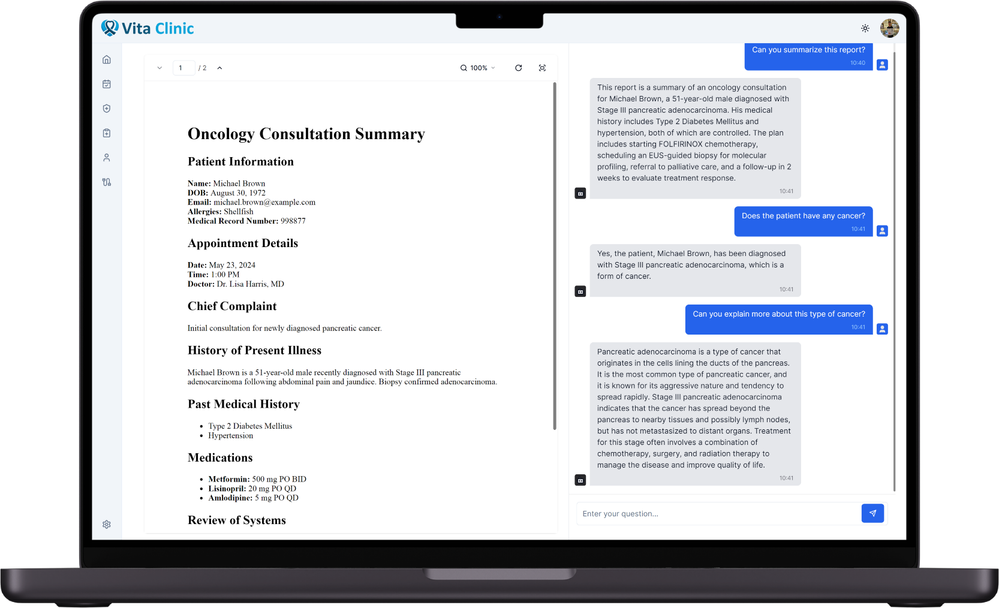 Vita Clinic
1 / 2
100%
Oncology Consultation Summary
Patient Information
Name: Michael Brown
DOB: August 30, 1972
Email: michael.brown@example.com
Allergies: Shellfish
Medical Record Number: 998877
Appointment Details
Date: May 23, 2024
Time: 1:00 PM
Doctor: Dr. Lisa Harris, MD
Chief Complaint
Initial consultation for newly diagnosed pancreatic cancer.
History of Present Illness
Michael Brown is a 51-year-old male recently diagnosed with Stage III pancreatic
adenocarcinoma following abdominal pain and jaundice. Biopsy confirmed adenocarcinoma.
Past Medical History
• Type 2 Diabetes Mellitus
• Hypertension
Medications
• Metformin: 500 mg PO BID
• Lisinopril: 20 mg PO QD
• Amlodipine: 5 mg PO QD
Review of Systems
Can you summarize this report?
10:40
This report is a summary of an oncology consultation
for Michael Brown, a 51-year-old male diagnosed with
Stage III pancreatic adenocarcinoma. His medical
history includes Type 2 Diabetes Mellitus and
hypertension, both of which are controlled. The plan
includes starting FOLFIRINOX chemotherapy,
scheduling an EUS-guided biopsy for molecular
profiling, referral to palliative care, and a follow-up in 2
weeks to evaluate treatment response.
10:41
Does the patient have any cancer?
10:41
Yes, the patient, Michael Brown, has been diagnosed
with Stage III pancreatic adenocarcinoma, which is a
form of cancer.
10:41
Can you explain more about this type of cancer?
10:41
Pancreatic adenocarcinoma is a type of cancer that
originates in the cells lining the ducts of the pancreas.
It is the most common type of pancreatic cancer, and
it is known for its aggressive nature and tendency to
spread rapidly. Stage III pancreatic adenocarcinoma
indicates that the cancer has spread beyond the
pancreas to nearby tissues and possibly lymph nodes,
but has not metastasized to distant organs. Treatment
for this stage often involves a combination of
chemotherapy, surgery, and radiation therapy to
manage the disease and improve quality of life.
10:41
Enter your question...